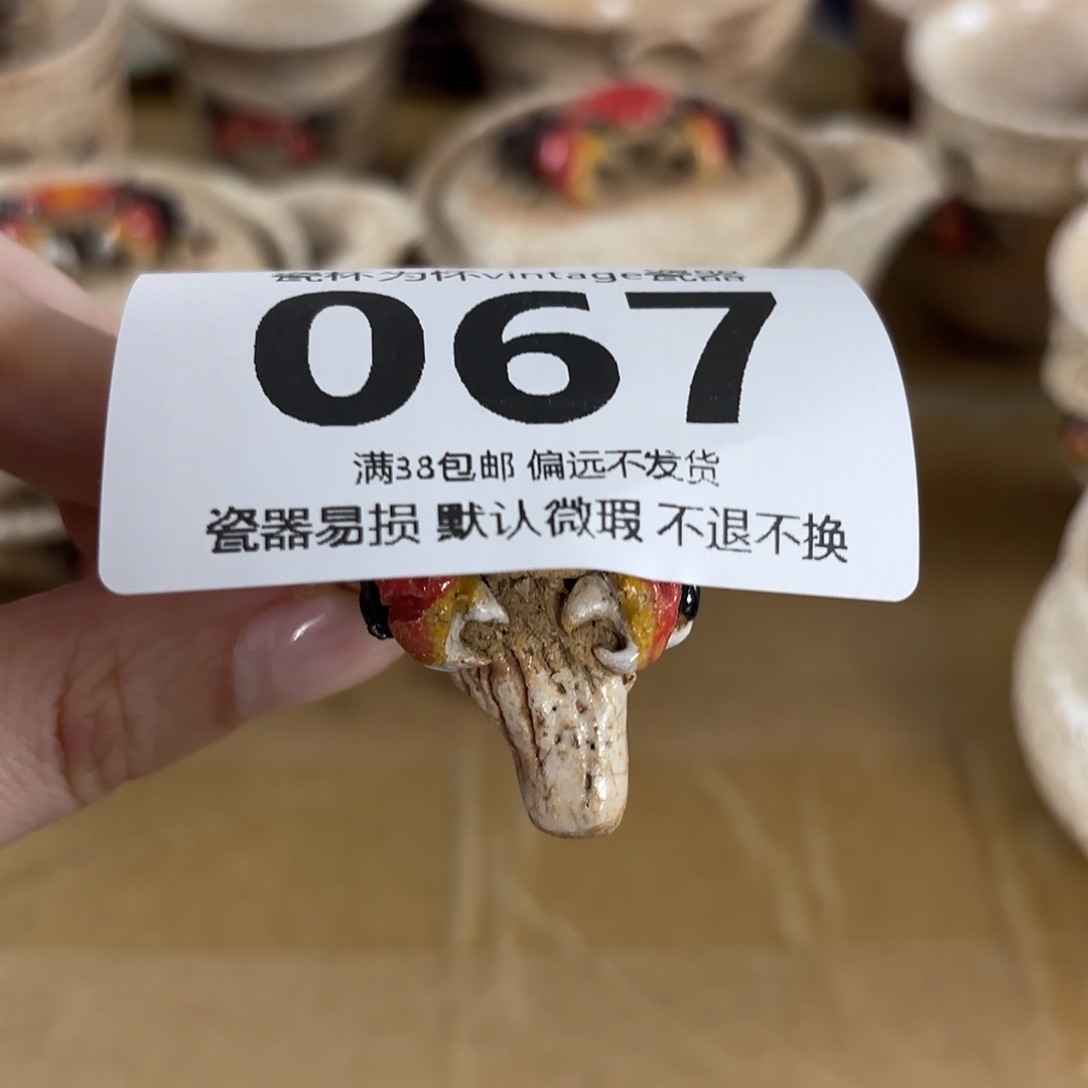 瓷杯为杯vintage瓷器
067
满38包邮 偏远不发货
瓷器易损 默认微瑕 不退不换